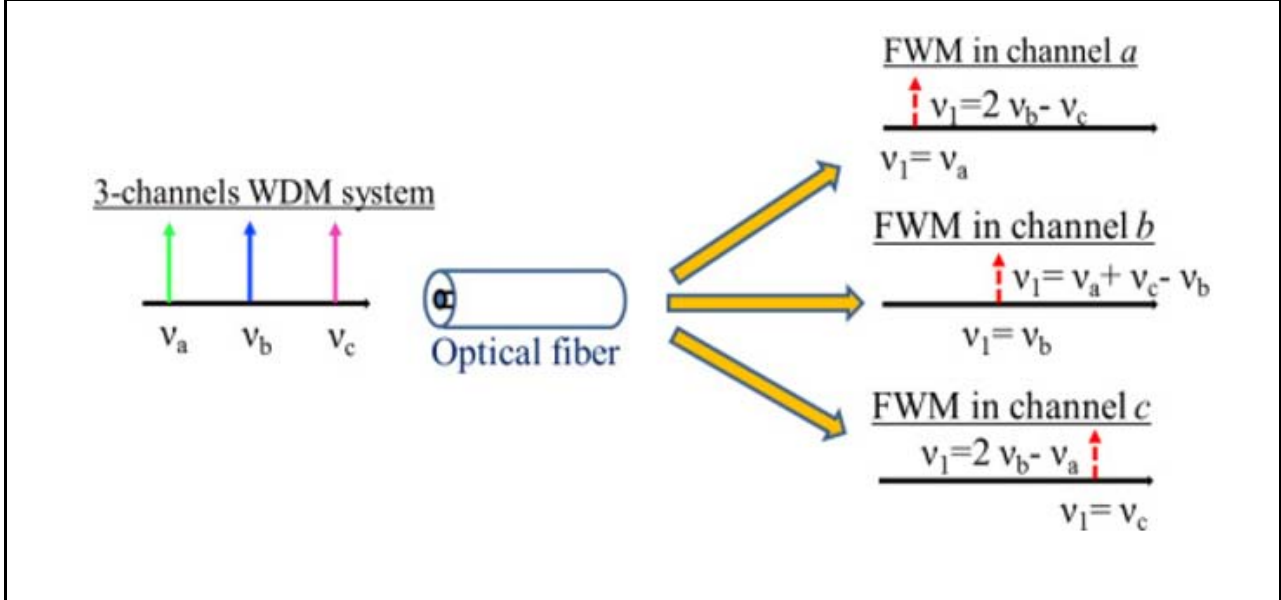 3-channels WDM system
νa νb νc
Optical fiber
FWM in channel a
ν1=2 νb- νc
ν1= νa
FWM in channel b
ν1= νa+ νc- νb
ν1= νb
FWM in channel c
ν1=2 νb- νa
ν1= νc